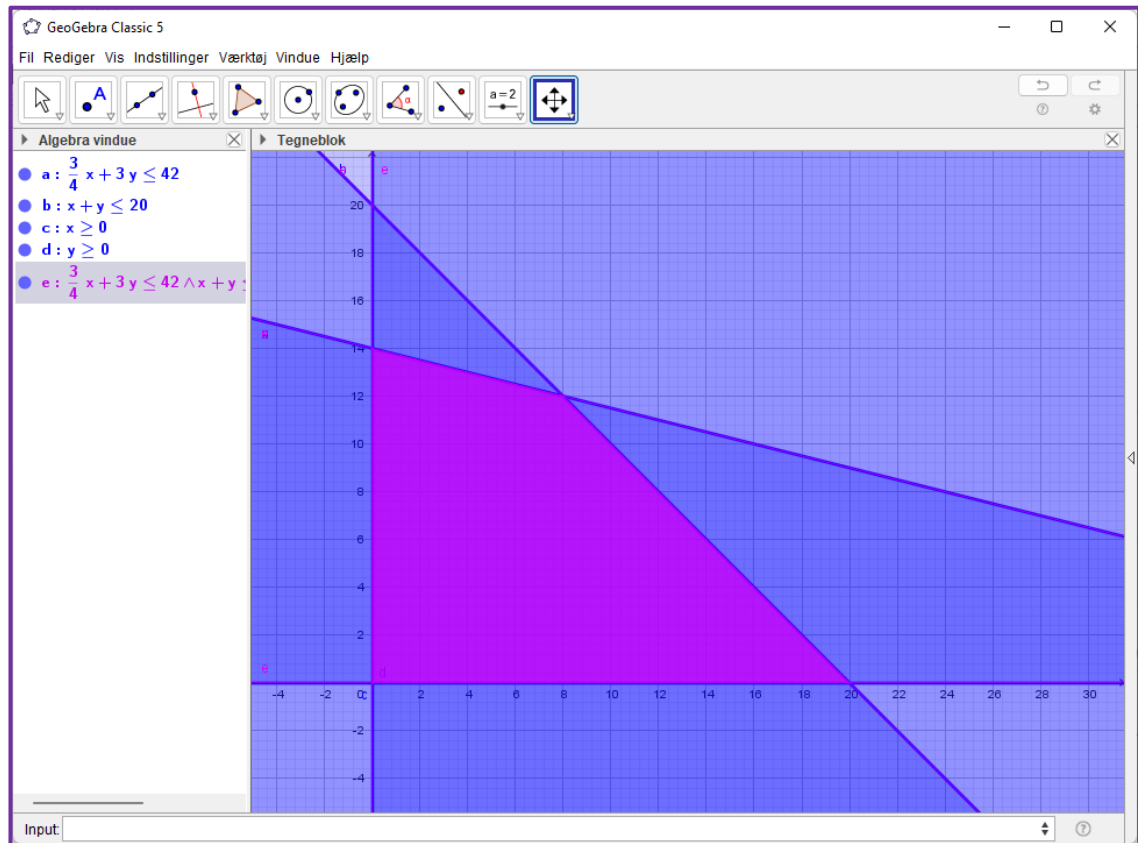 GeoGebra Classic 5
Fil Rediger Vis Indstillinger Værktøj Vindue Hjælp
A α a=2
Algebra vindue
Tegneblok
a : 3/4 x + 3 y ≤ 42
b : x + y ≤ 20
c : x ≥ 0
d : y ≥ 0
e : 3/4 x + 3 y ≤ 42 ∧ x + y
e
20
18
16
14
12
10
8
6
4
2
e d
-4 -2 0 c 2 4 6 8 10 12 14 16 18 20 22 24 26 28 30
-2
-4
Input: